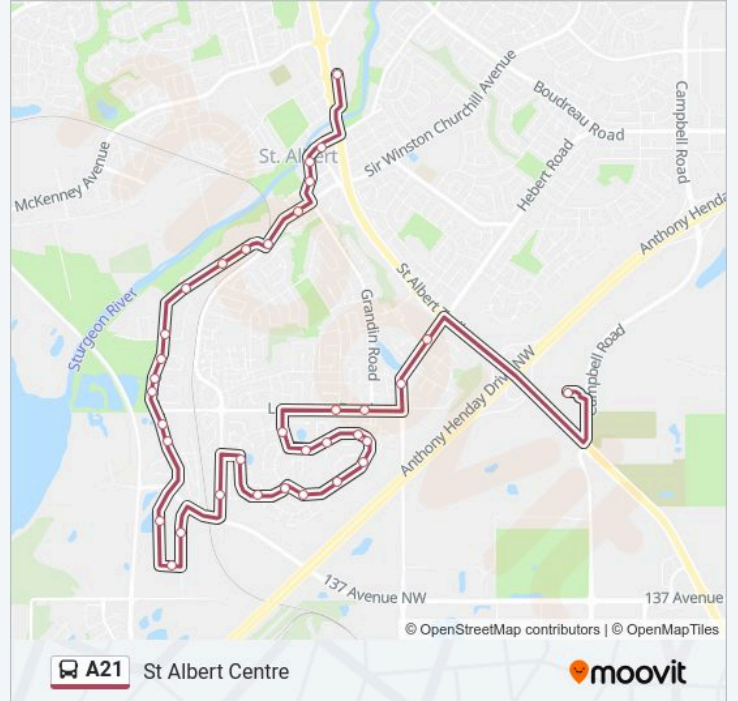 Boudreau Road
Sir Winston Churchill Avenue
Campbell Road
St. Albert
McKenney Avenue
Hebert Road
Anthony Henda
Sturgeon River
St Albert T
Grandin Road
Campbell Road
Anthony Henday Drive NW
137 Avenue NW
137 Avenue
© OpenStreetMap contributors | © OpenMapTiles
A21 St Albert Centre
moovit